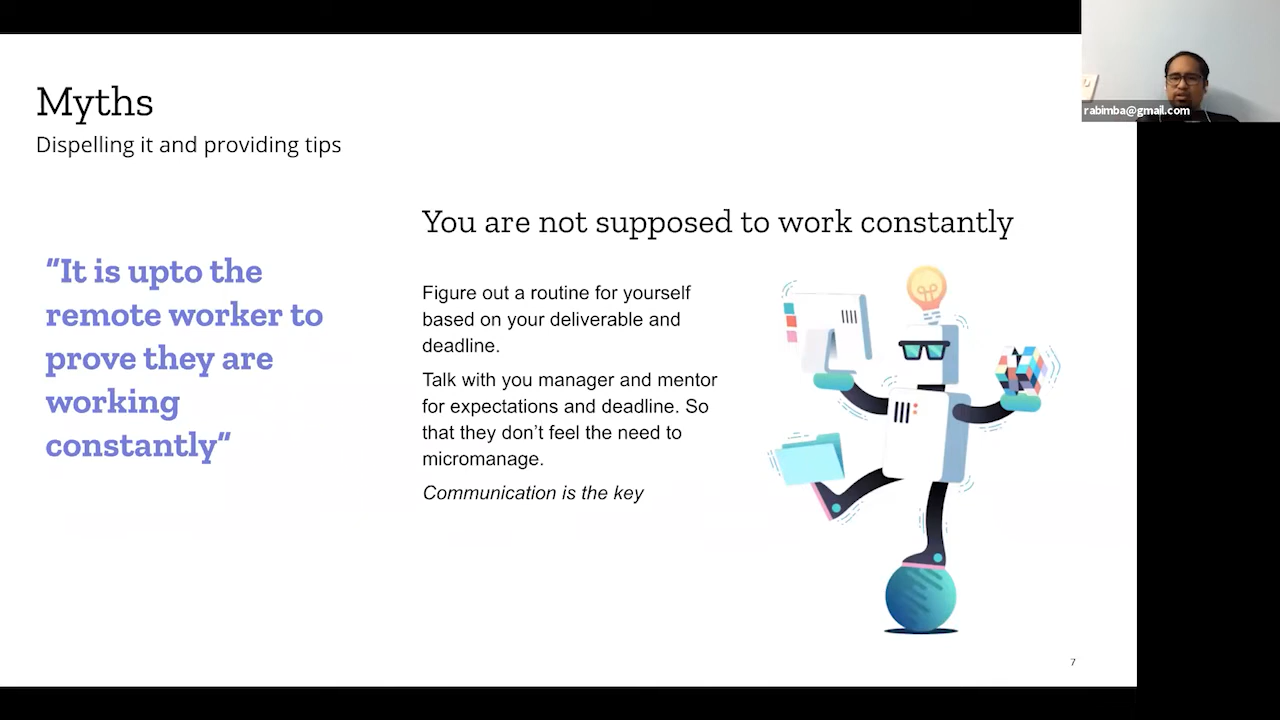 rabimba@gmail.com
Myths
Dispelling it and providing tips
“It is upto the
remote worker to
prove they are
working
constantly”
You are not supposed to work constantly
Figure out a routine for yourself
based on your deliverable and
deadline.
Talk with you manager and mentor
for expectations and deadline. So
that they don’t feel the need to
micromanage.
Communication is the key
7